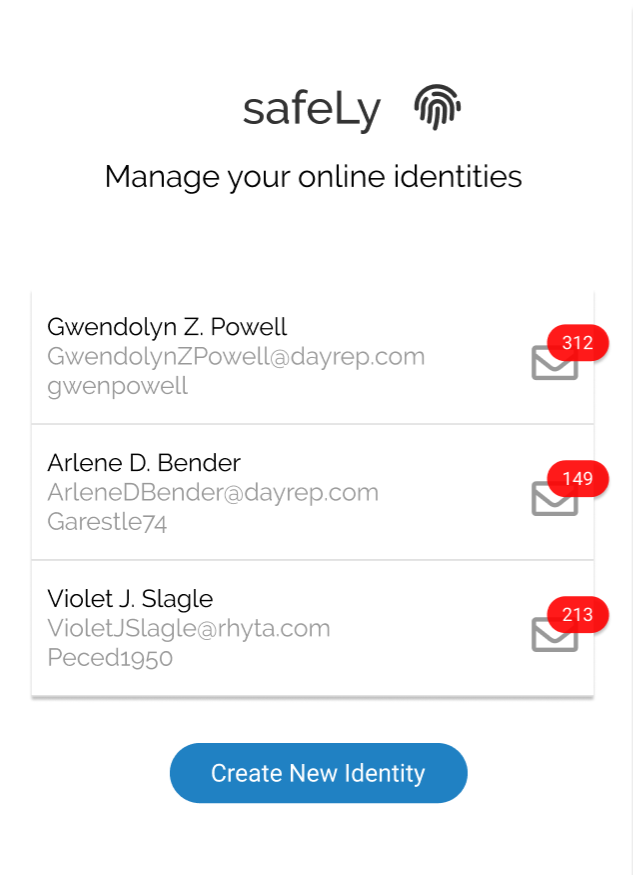 safeLy
Manage your online identities
Gwendolyn Z. Powell
GwendolynZPowell@dayrep.com
gwenpowell
312
Arlene D. Bender
ArleneDBender@dayrep.com
Garestle74
149
Violet J. Slagle
VioletJSlagle@rhyta.com
Peced1950
213
Create New Identity